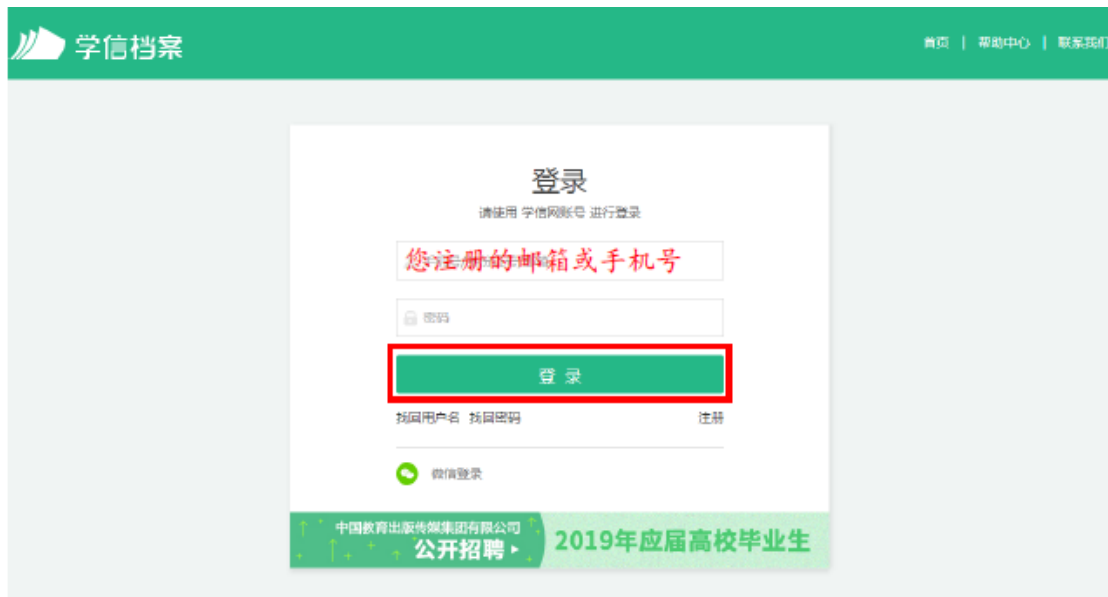 学信档案
首页 | 帮助中心 | 联系我们
登录
请使用 学信网账号 进行登录
您注册的邮箱或手机号
密码
登 录
找回用户名 找回密码 注册
微信登录
中国教育出版传媒集团有限公司
公开招聘
2019年应届高校毕业生